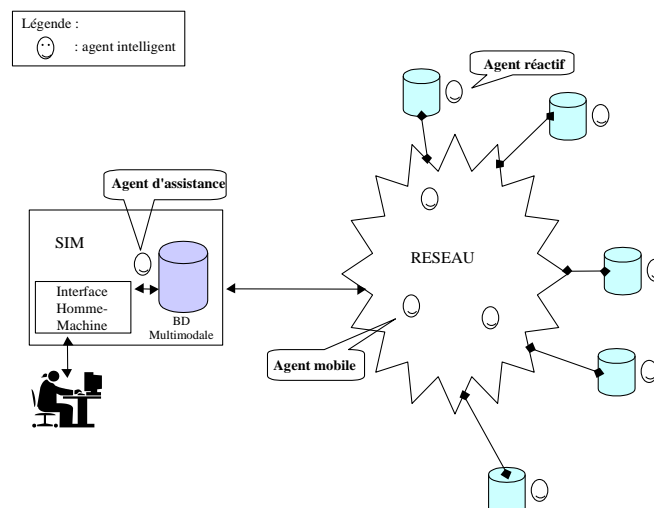 Légende :
: agent intelligent
Agent réactif
Agent d'assistance
SIM
RESEAU
Interface
Homme-
Machine
BD
Multimodale
Agent mobile